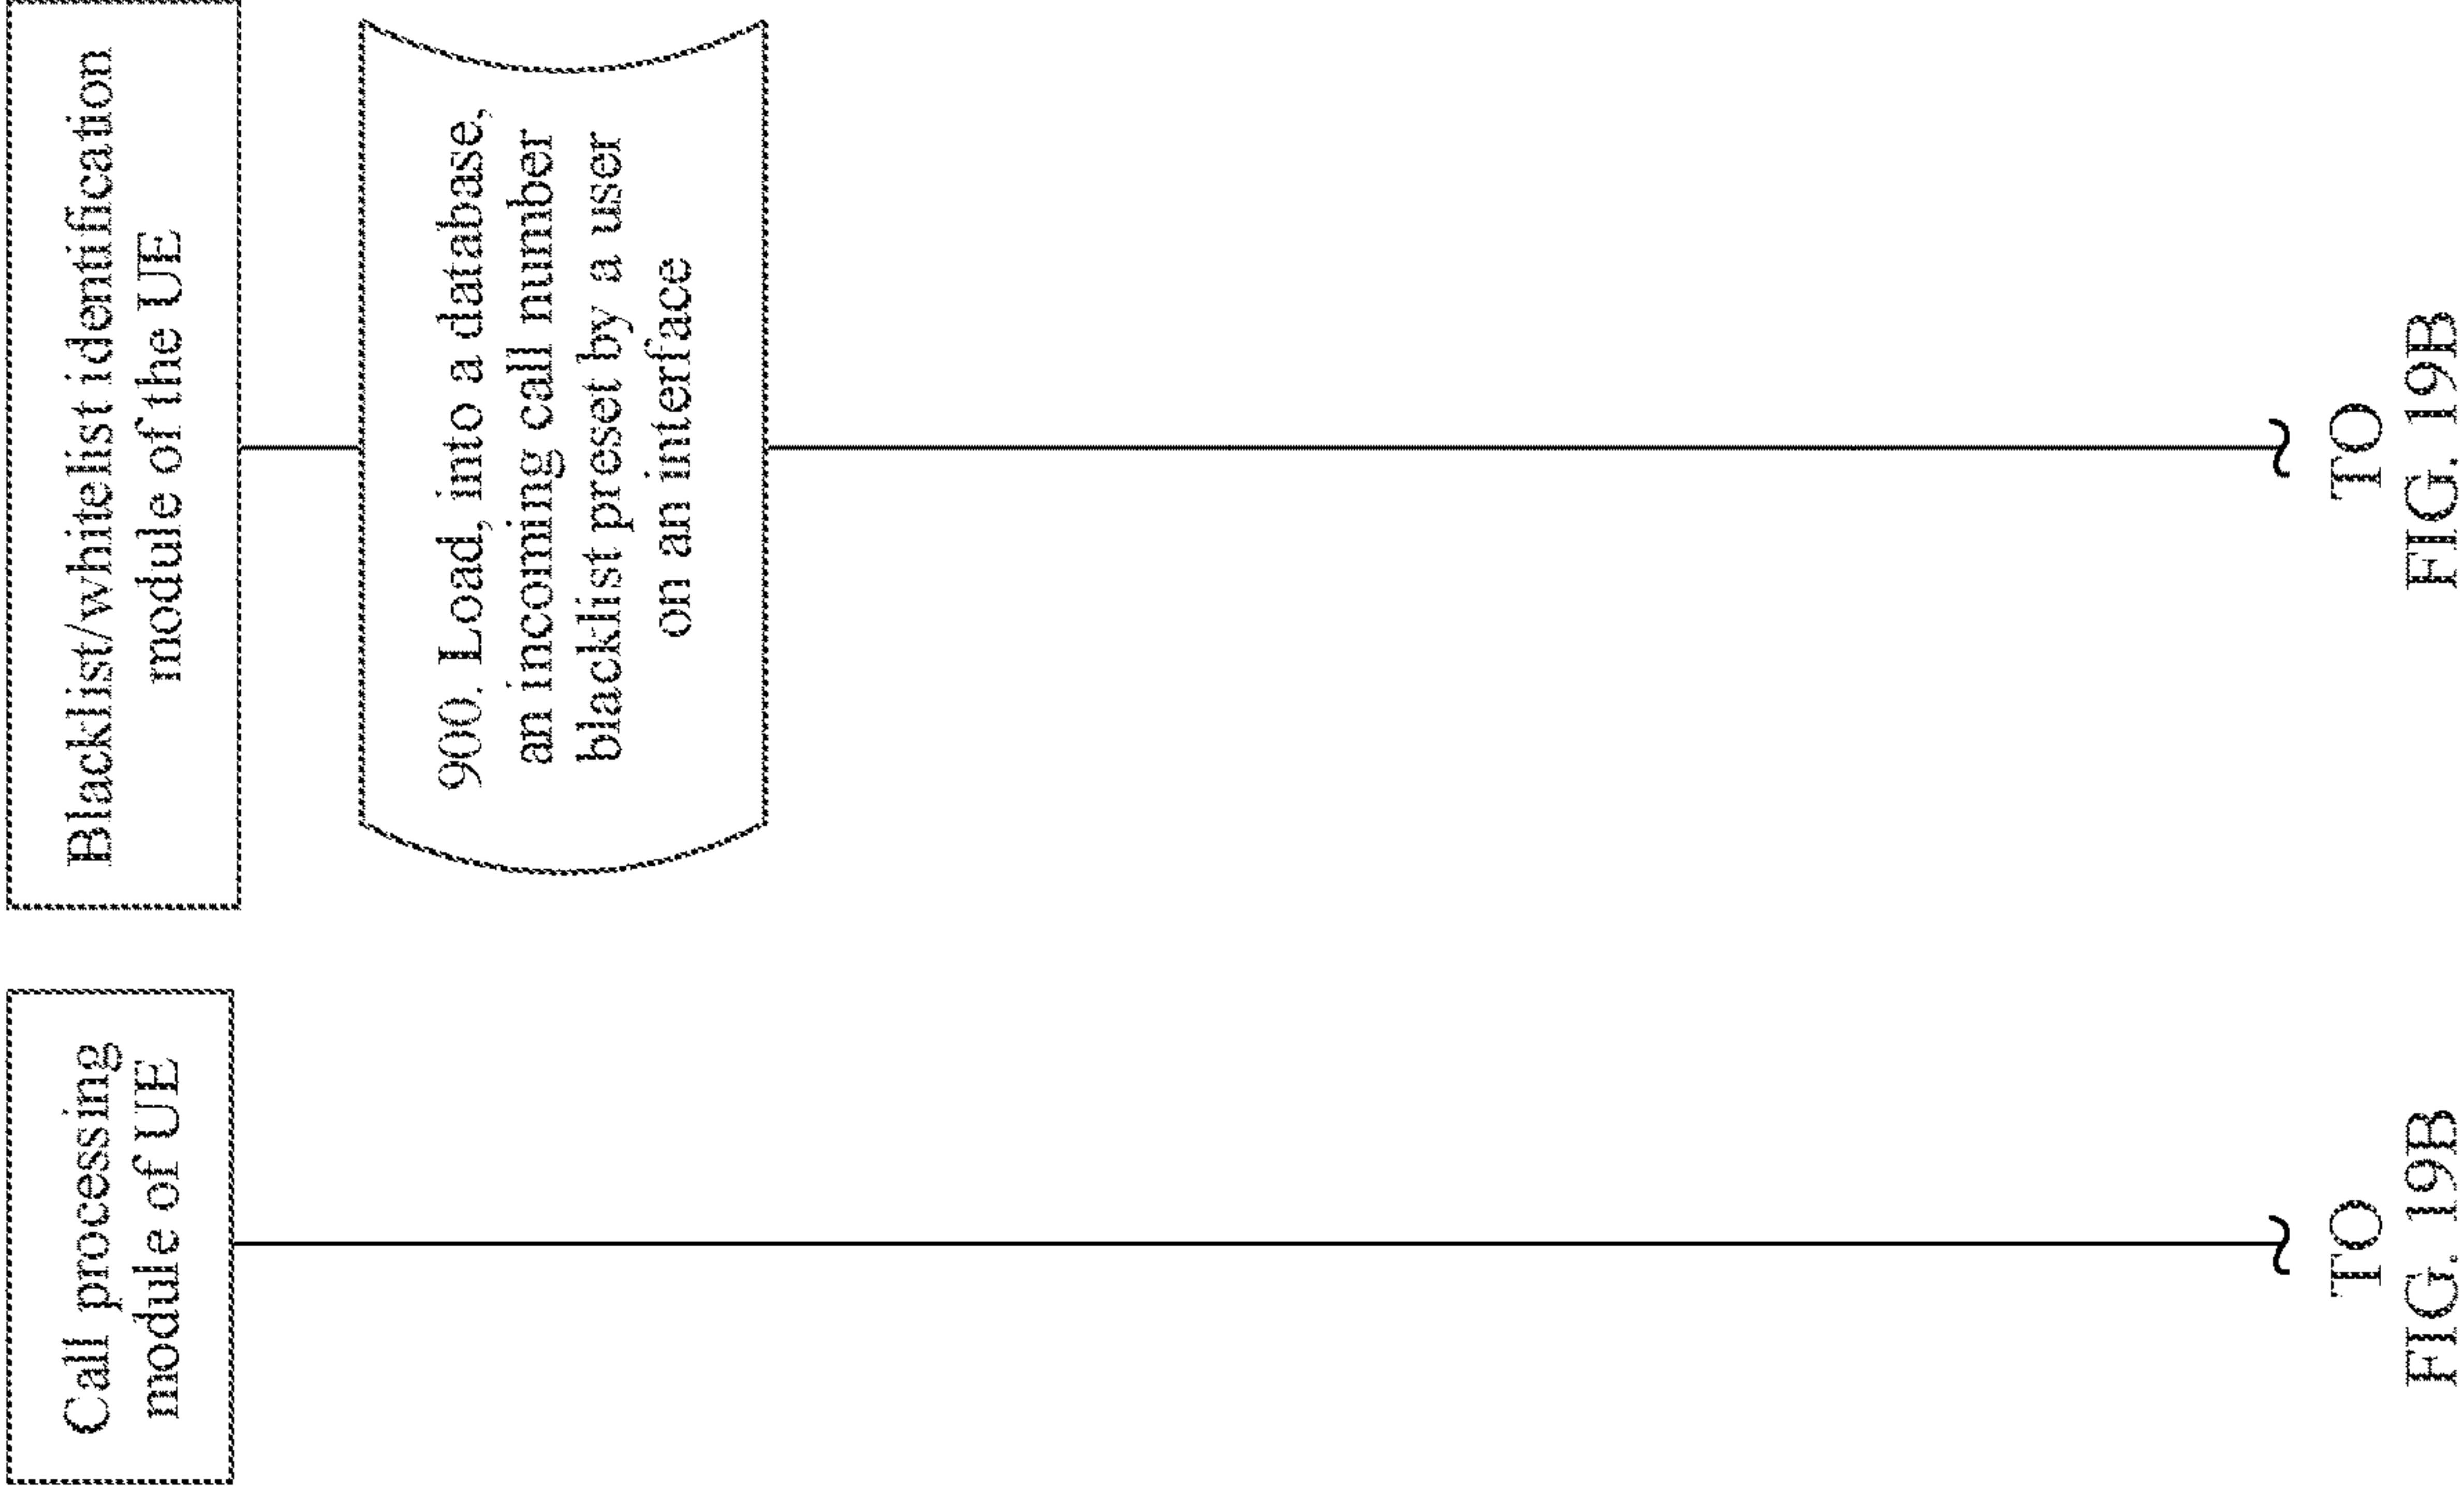 Call processing
module of UE
Blacklist/whitelist identification
module of the UE
900. Load, into a database,
an incoming call number
blacklist preset by a user
on an interface
TO
FIG. 19B
TO
FIG. 19B